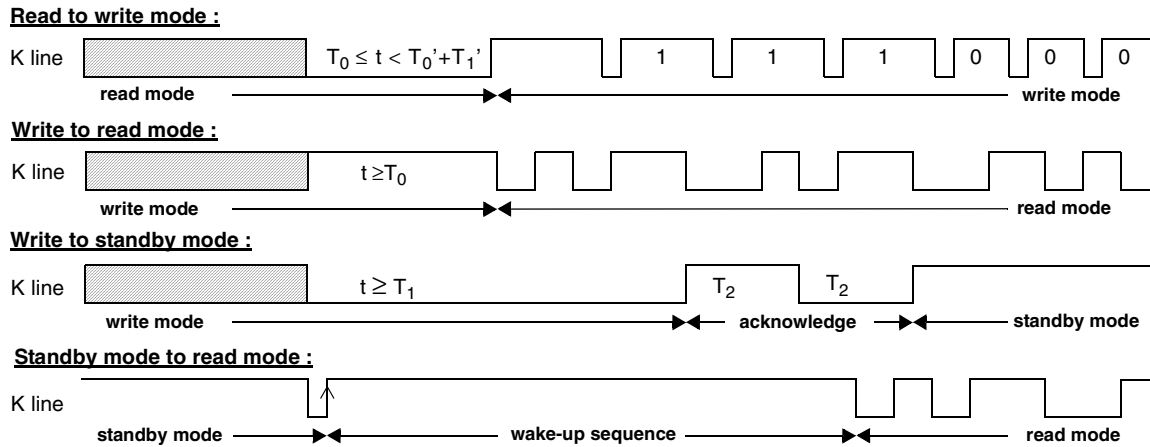 Read to write mode :
K line T₀ ≤ t < T₀'+T₁' 1 1 1 0 0 0
read mode write mode
Write to read mode :
K line t ≥T₀
write mode read mode
Write to standby mode :
K line t ≥ T₁ T₂ T₂
write mode acknowledge standby mode
Standby mode to read mode :
K line
standby mode wake-up sequence read mode